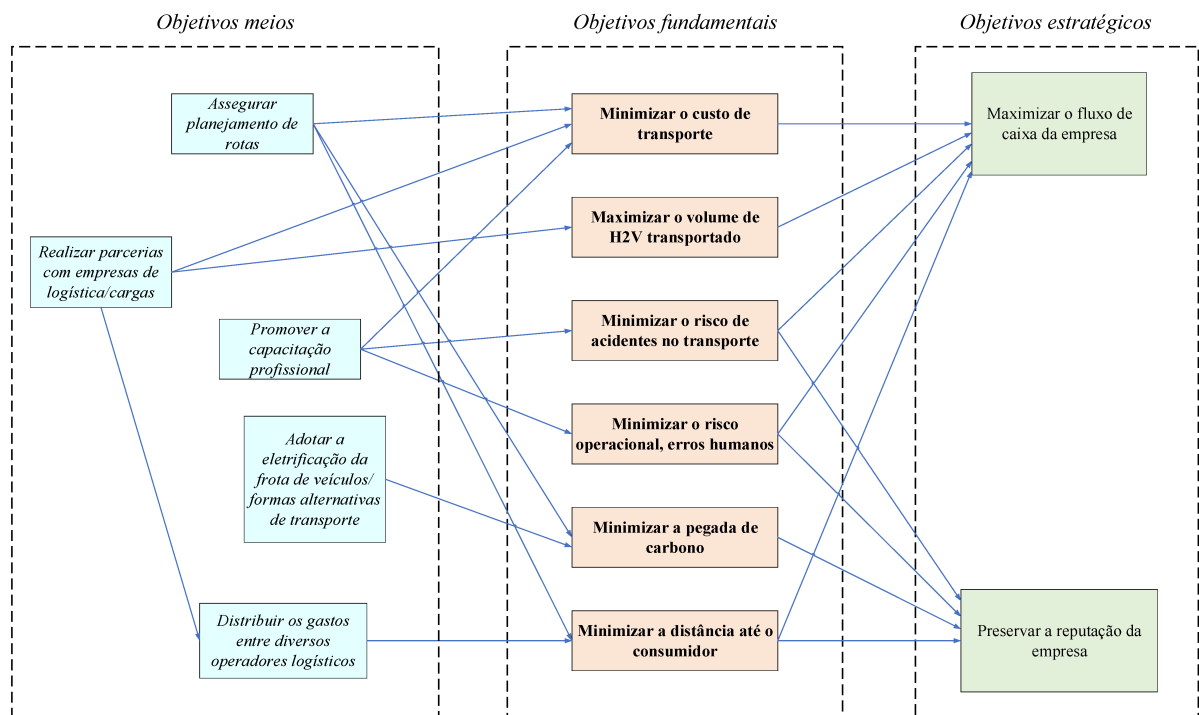 Objetivos meios
Objetivos fundamentais
Objetivos estratégicos
Assegurar
planejamento de
rotas
Realizar parcerias
com empresas de
logística/cargas
Promover a
capacitação
profissional
Adotar a
eletrificação da
frota de veículos/
formas alternativas
de transporte
Distribuir os gastos
entre diversos
operadores logísticos
Minimizar o custo de
transporte
Maximizar o volume de
H2V transportado
Minimizar o risco de
acidentes no transporte
Minimizar o risco
operacional, erros humanos
Minimizar a pegada de
carbono
Minimizar a distância até o
consumidor
Maximizar o fluxo de
caixa da empresa
Preservar a reputação da
empresa